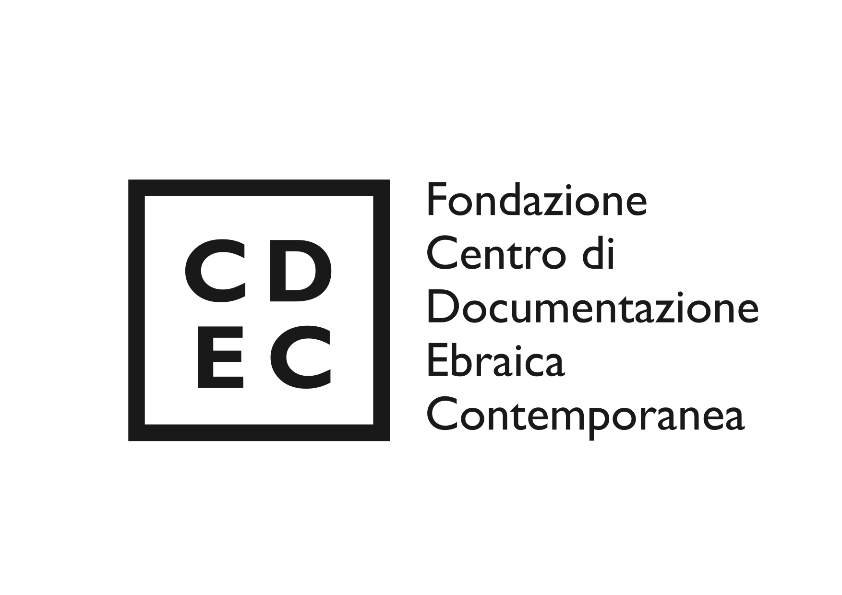 CD
EC
Fondazione
Centro di
Documentazione
Ebraica
Contemporanea